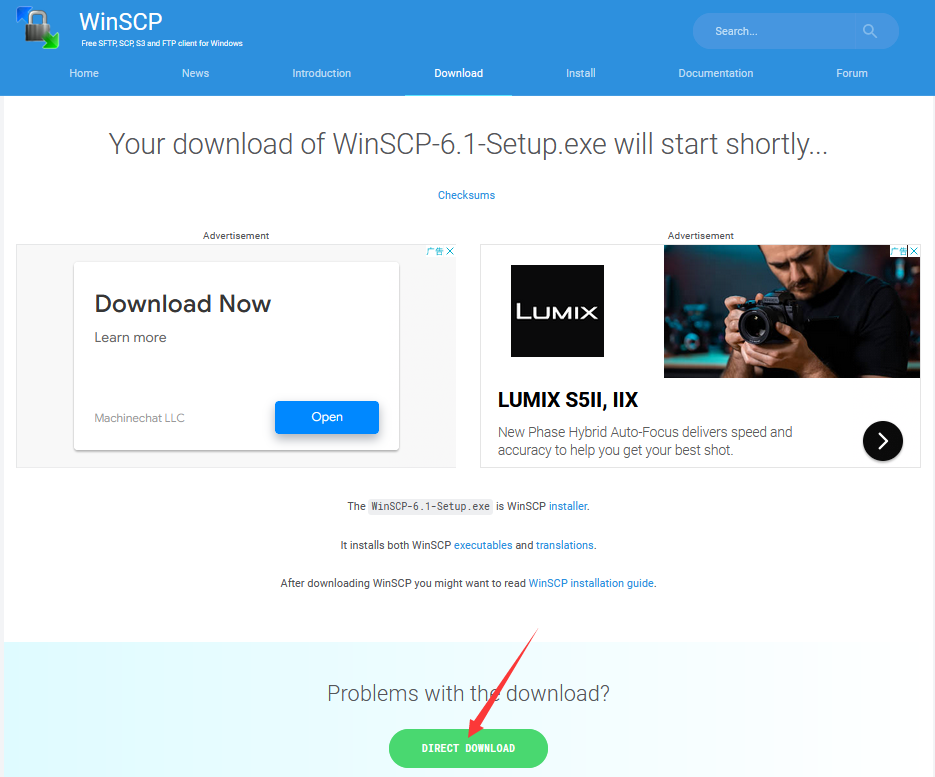 WinSCP
Free SFTP, SCP, S3 and FTP client for Windows
Search...
Home News Introduction Download Install Documentation Forum
Your download of WinSCP-6.1-Setup.exe will start shortly...
Checksums
Advertisement
广告
Download Now
Learn more
Machinechat LLC
Open
Advertisement
广告
LUMIX
LUMIX S5II, IIX
New Phase Hybrid Auto-Focus delivers speed and
accuracy to help you get your best shot.
The WinSCP-6.1-Setup.exe is WinSCP installer.
It installs both WinSCP executables and translations.
After downloading WinSCP you might want to read WinSCP installation guide.
Problems with the download?
DIRECT DOWNLOAD